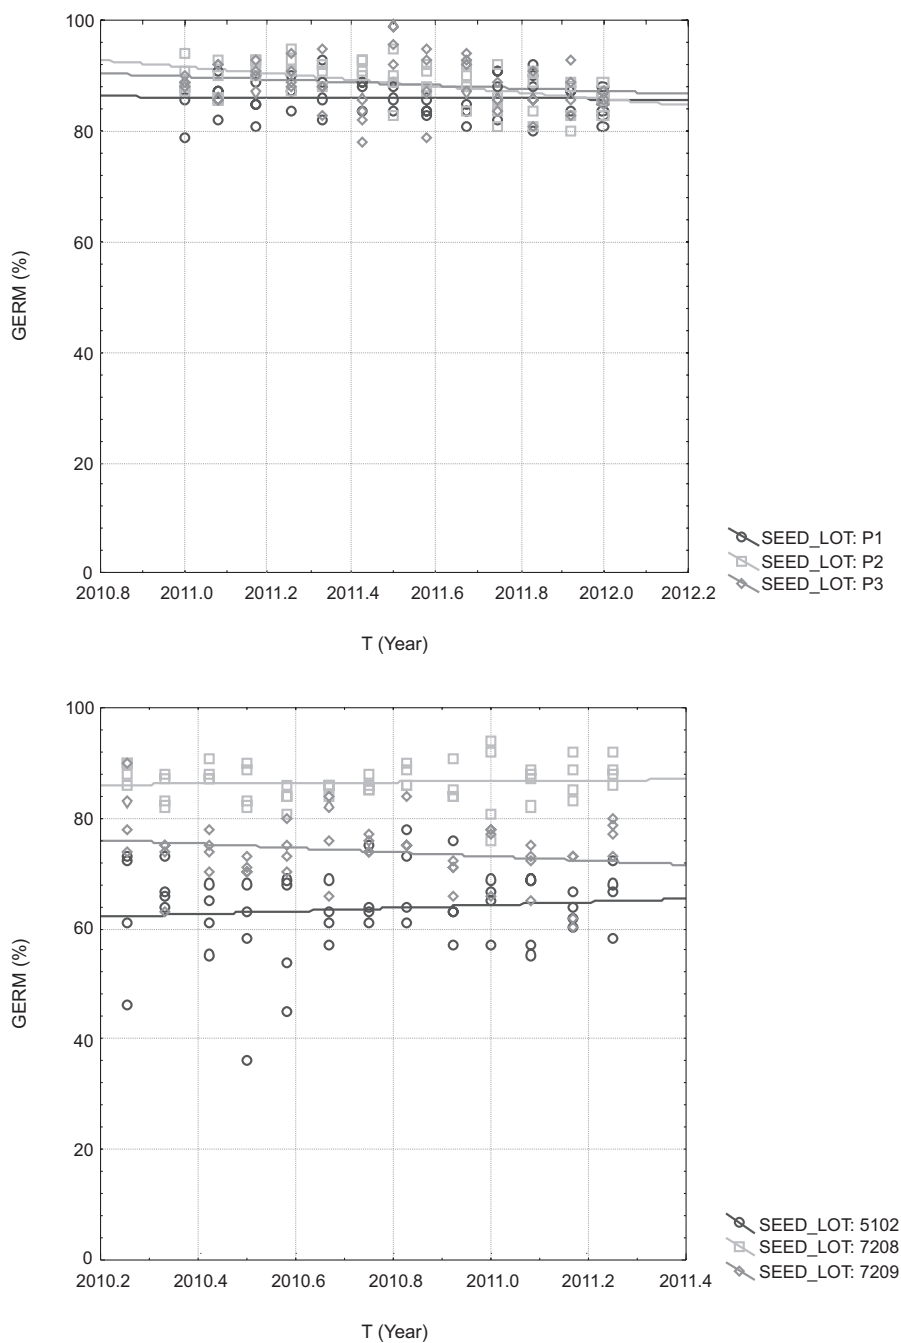 100
80
60
40
20
0
GERM (%)
2010.8 2011.0 2011.2 2011.4 2011.6 2011.8 2012.0 2012.2
T (Year)
SEED_LOT: P1
SEED_LOT: P2
SEED_LOT: P3
100
80
60
40
20
0
GERM (%)
2010.2 2010.4 2010.6 2010.8 2011.0 2011.2 2011.4
T (Year)
SEED_LOT: 5102
SEED_LOT: 7208
SEED_LOT: 7209